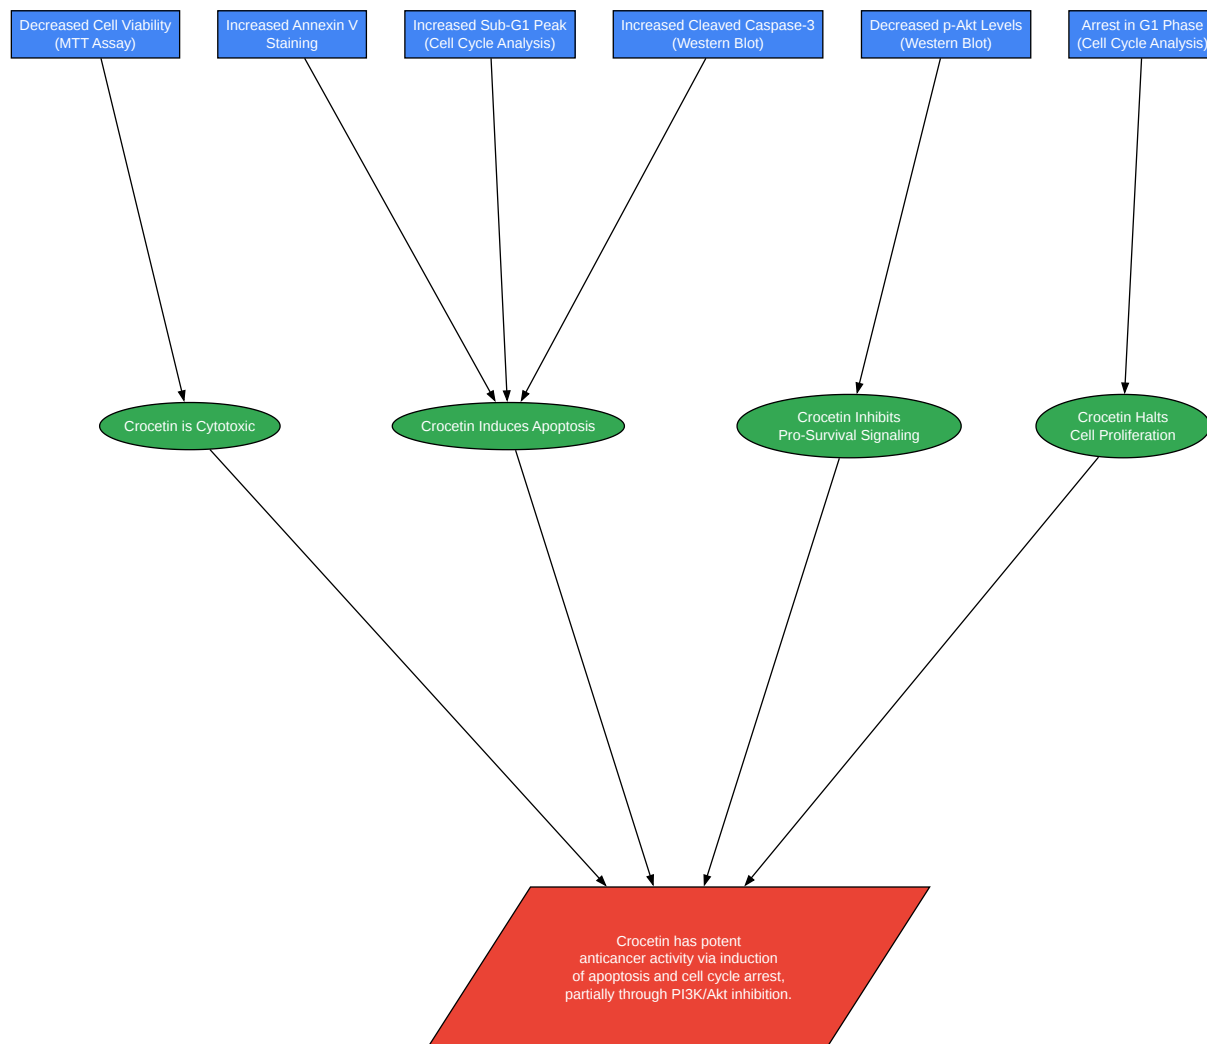 Decreased Cell Viability
(MTT Assay)
Increased Annexin V
Staining
Increased Sub-G1 Peak
(Cell Cycle Analysis)
Increased Cleaved Caspase-3
(Western Blot)
Decreased p-Akt Levels
(Western Blot)
Arrest in G1 Phase
(Cell Cycle Analysis)
Crocetin is Cytotoxic
Crocetin Induces Apoptosis
Crocetin Inhibits
Pro-Survival Signaling
Crocetin Halts
Cell Proliferation
Crocetin has potent
anticancer activity via induction
of apoptosis and cell cycle arrest,
partially through PI3K/Akt inhibition.